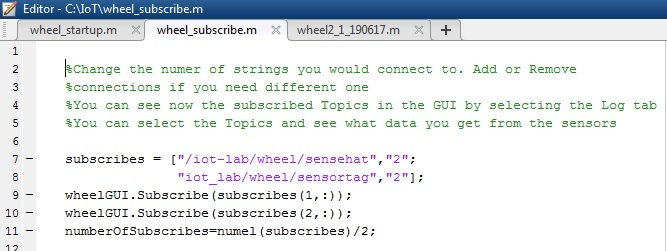 Editor - C:\IoT\wheel_subscribe.m
wheel_startup.m × wheel_subscribe.m × wheel2_1_190617.m × +
1
2 %Change the numer of strings you would connect to. Add or Remove
3 %connections if you need different one
4 %You can see now the subscribed Topics in the GUI by selecting the Log tab
5 %You can select the Topics and see what data you get from the sensors
6
7 – subscribes = ["/iot-lab/wheel/sensehat","2";
8 "iot_lab/wheel/sensortag","2"];
9 – wheelGUI.Subscribe(subscribes(1,:));
10 – wheelGUI.Subscribe(subscribes(2,:));
11 – numberOfSubscribes=numel(subscribes)/2;
12